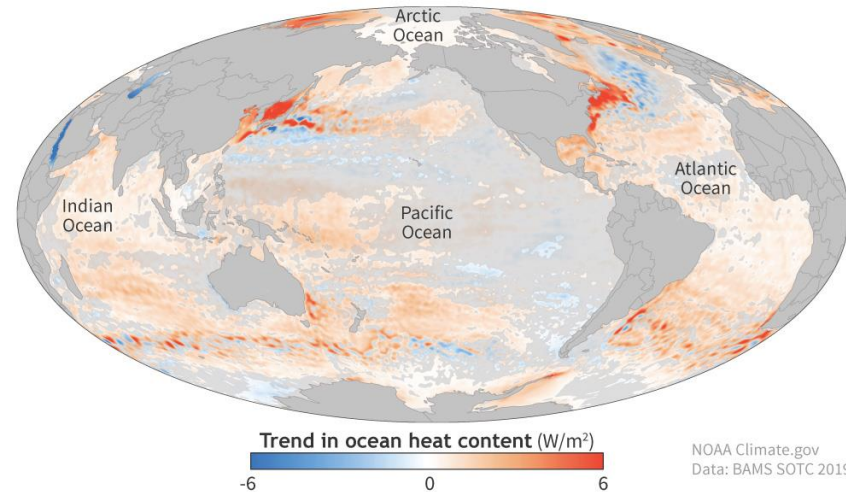 Arctic
Ocean
Atlantic
Ocean
Indian
Ocean
Pacific
Ocean
Trend in ocean heat content (W/m²)
-6 0 6
NOAA Climate.gov
Data: BAMS SOTC 2019